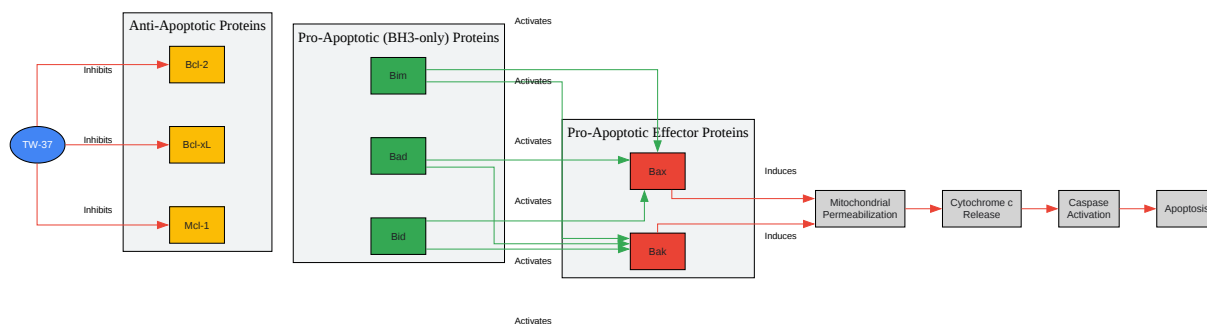 Anti-Apoptotic Proteins
Bcl-2
Bcl-xL
Mcl-1
TW-37
Inhibits
Inhibits
Inhibits
Pro-Apoptotic (BH3-only) Proteins
Bim
Bad
Bid
Activates
Activates
Activates
Activates
Activates
Activates
Pro-Apoptotic Effector Proteins
Bax
Bak
Induces
Induces
Mitochondrial
Permeabilization
Cytochrome c
Release
Caspase
Activation
Apoptosis